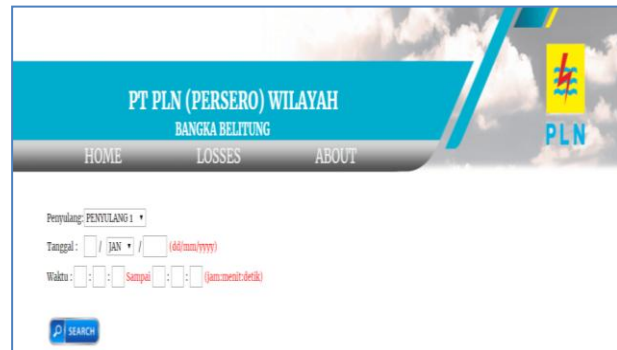 PT PLN (PERSERO) WILAYAH
BANGKA BELITUNG
PLN
HOME LOSSES ABOUT
Penyulang: PENYULANG 1
Tanggal : / JAN / (dd/mm/yyyy)
Waktu : : : Sampai : : (jam:menit:detik)
SEARCH